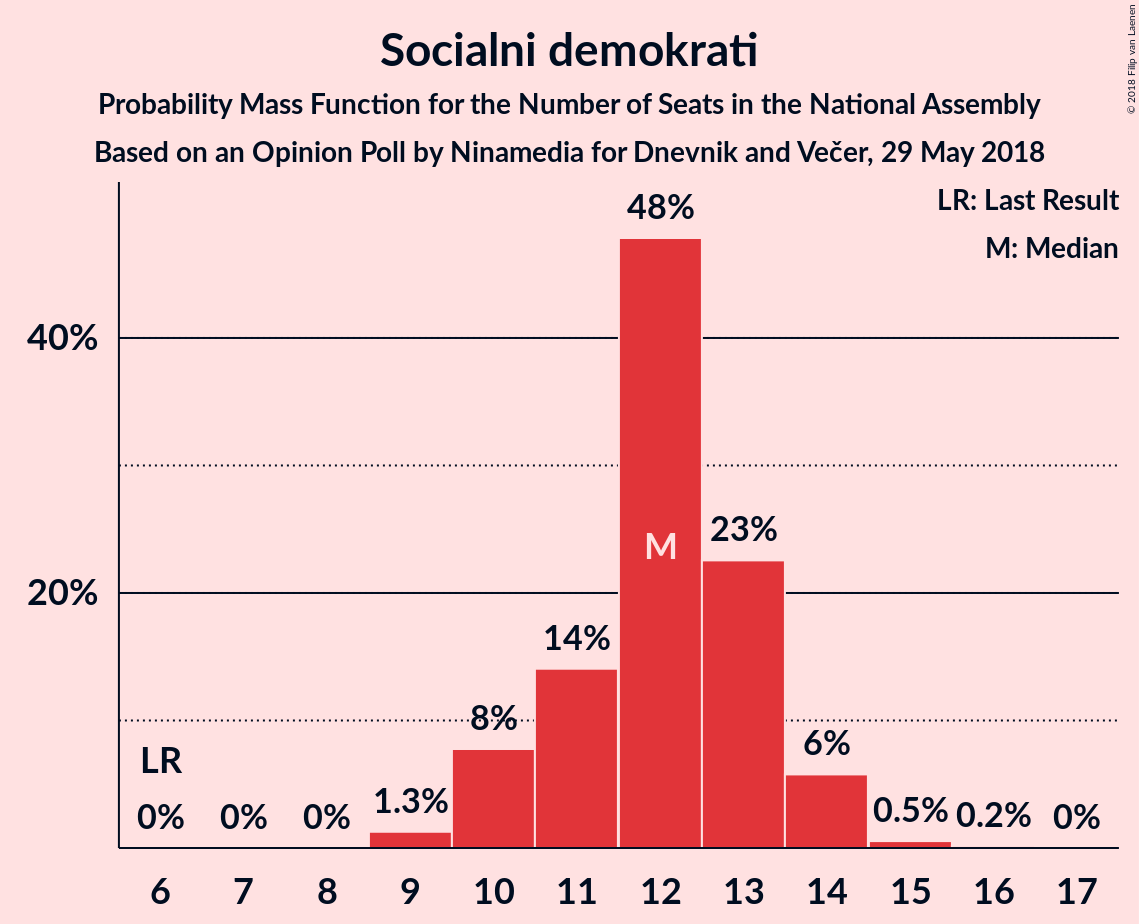 Socialni demokrati
Probability Mass Function for the Number of Seats in the National Assembly
Based on an Opinion Poll by Ninamedia for Dnevnik and Večer, 29 May 2018
© 2018 Filip van Laenen
LR: Last Result
M: Median
40%
20%
LR
0%
0%
0%
1.3%
8%
14%
48%
M
23%
6%
0.5%
0.2%
0%
6 7 8 9 10 11 12 13 14 15 16 17